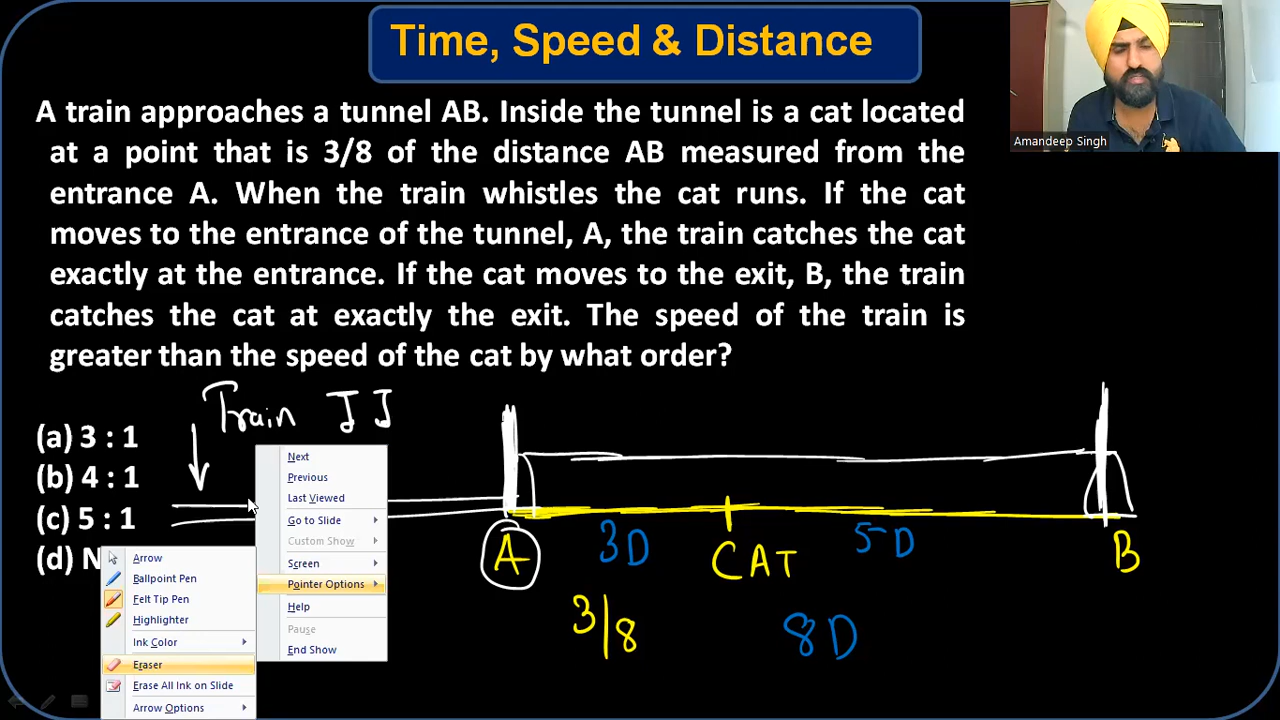 Time, Speed & Distance
Amandeep Singh
A train approaches a tunnel AB. Inside the tunnel is a cat located
at a point that is 3/8 of the distance AB measured from the
entrance A. When the train whistles the cat runs. If the cat
moves to the entrance of the tunnel, A, the train catches the cat
exactly at the entrance. If the cat moves to the exit, B, the train
catches the cat at exactly the exit. The speed of the train is
greater than the speed of the cat by what order?
Train
(a) 3 : 1
(b) 4 : 1
(c) 5 : 1
(d) N
Next
Previous
Last Viewed
Go to Slide
Custom Show
Screen
Pointer Options
Help
Pause
End Show
Arrow
Ballpoint Pen
Felt Tip Pen
Highlighter
Ink Color
Eraser
Erase All Ink on Slide
Arrow Options
3D 5D
A CAT B
3/8 8D